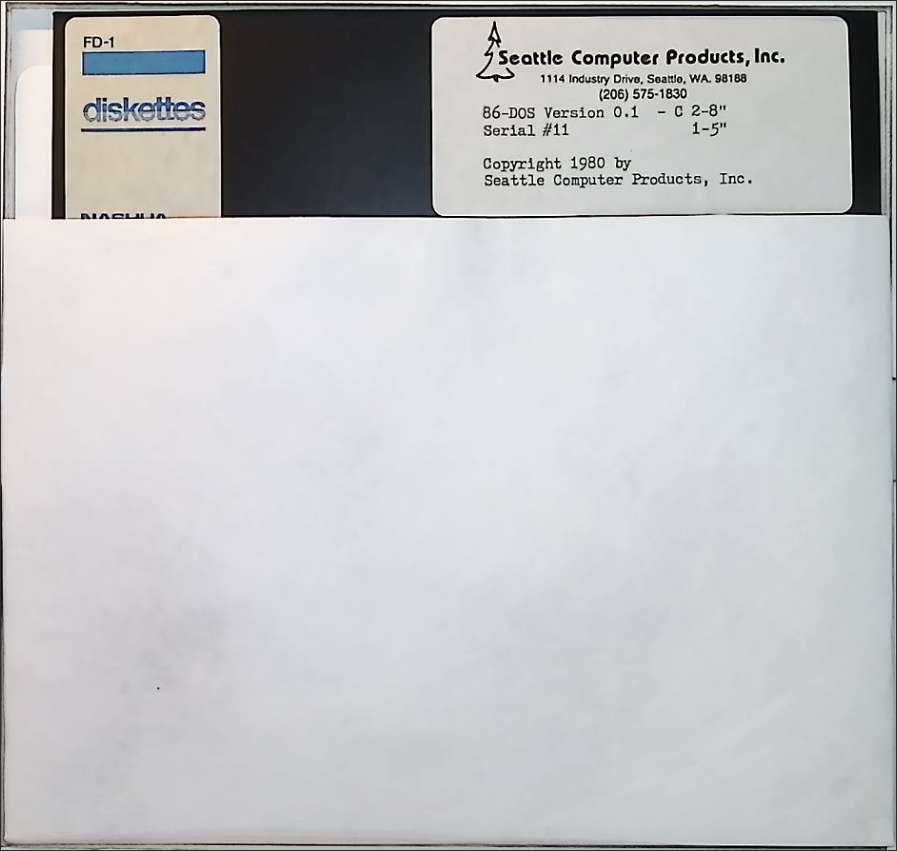 FD-1
diskettes
NASHUA
Seattle Computer Products, Inc.
1114 Industry Drive, Seattle, WA. 98188
(206) 575-1830
86-DOS Version 0.1 - C 2-8"
Serial #11 1-5"
Copyright 1980 by
Seattle Computer Products, Inc.